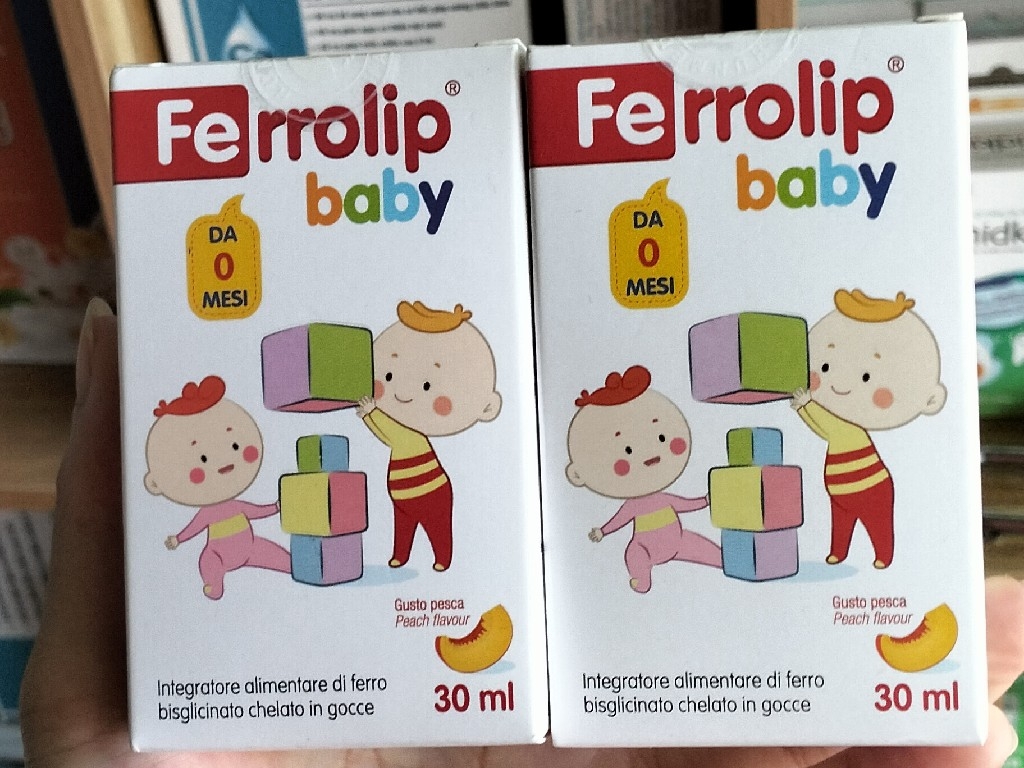 Ferrolip®
baby
DA
0
MESI
Gusto pesca
Peach flavour
Integratore alimentare di ferro
bisglicinato chelato in gocce
30 ml
Ferrolip®
baby
DA
0
MESI
Gusto pesca
Peach flavour
Integratore alimentare di ferro
bisglicinato chelato in gocce
30 ml